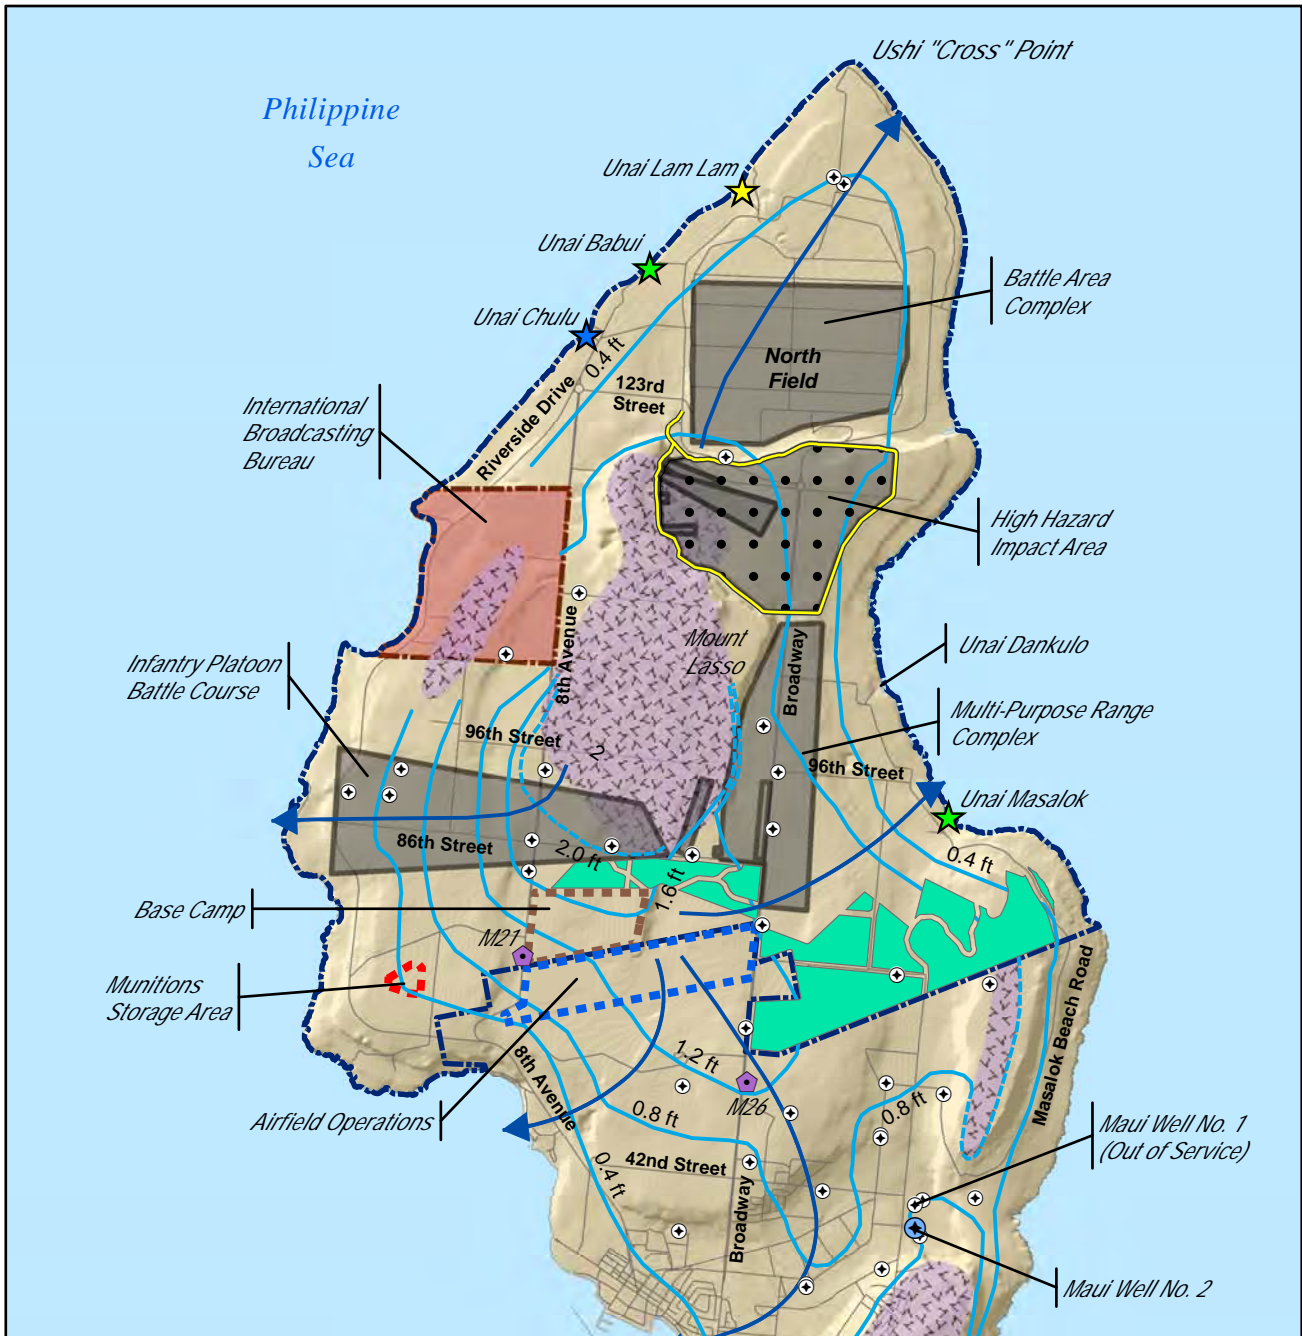 Ushi "Cross" Point
Philippine
Sea
Unai Lam Lam
Unai Babui
Battle Area
Complex
Unai Chulu
0.4 ft
North
Field
123rd
Street
International
Broadcasting
Bureau
Riverside Drive
High Hazard
Impact Area
8th Avenue
Mount
Lasso
Broadway
Unai Dankulo
Infantry Platoon
Battle Course
Multi-Purpose Range
Complex
96th Street
2
96th Street
Unai Masalok
86th Street
2.0 ft
0.4 ft
1.6 ft
Base Camp
M21
Munitions
Storage Area
Masalok Beach Road
8th Avenue
1.2 ft
M26
Airfield Operations
0.8 ft
0.8 ft
Maui Well No. 1
(Out of Service)
42nd Street
0.4 ft
Broadway
Maui Well No. 2